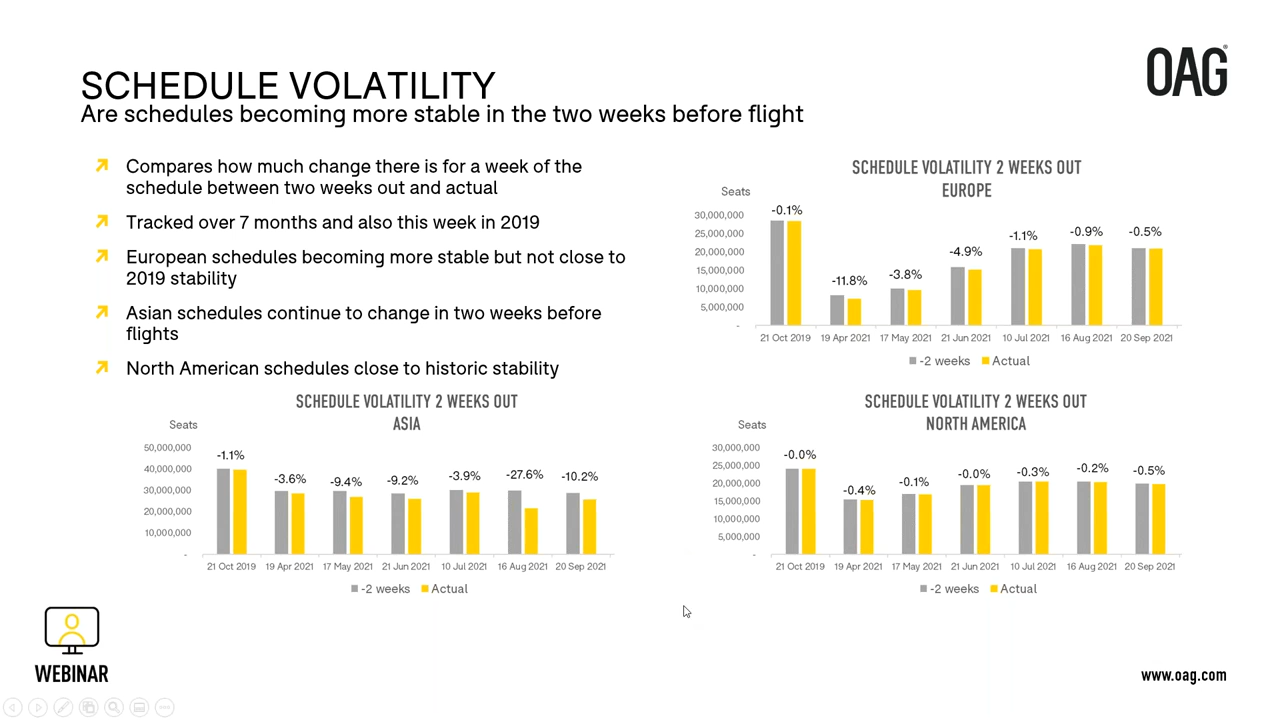 OAG
SCHEDULE VOLATILITY
Are schedules becoming more stable in the two weeks before flight
Compares how much change there is for a week of the
schedule between two weeks out and actual
Tracked over 7 months and also this week in 2019
European schedules becoming more stable but not close to
2019 stability
Asian schedules continue to change in two weeks before
flights
North American schedules close to historic stability
SCHEDULE VOLATILITY 2 WEEKS OUT
EUROPE
Seats
30,000,000
25,000,000
20,000,000
15,000,000
10,000,000
5,000,000
-
-0.1%
-11.8%
-3.8%
-4.9%
-1.1%
-0.9%
-0.5%
21 Oct 2019 19 Apr 2021 17 May 2021 21 Jun 2021 10 Jul 2021 16 Aug 2021 20 Sep 2021
-2 weeks Actual
SCHEDULE VOLATILITY 2 WEEKS OUT
ASIA
Seats
50,000,000
40,000,000
30,000,000
20,000,000
10,000,000
-
-1.1%
-3.6%
-9.4%
-9.2%
-3.9%
-27.6%
-10.2%
21 Oct 2019 19 Apr 2021 17 May 2021 21 Jun 2021 10 Jul 2021 16 Aug 2021 20 Sep 2021
-2 weeks Actual
SCHEDULE VOLATILITY 2 WEEKS OUT
NORTH AMERICA
Seats
30,000,000
25,000,000
20,000,000
15,000,000
10,000,000
5,000,000
-
-0.0%
-0.4%
-0.1%
-0.0%
-0.3%
-0.2%
-0.5%
21 Oct 2019 19 Apr 2021 17 May 2021 21 Jun 2021 10 Jul 2021 16 Aug 2021 20 Sep 2021
-2 weeks Actual
WEBINAR
www.oag.com